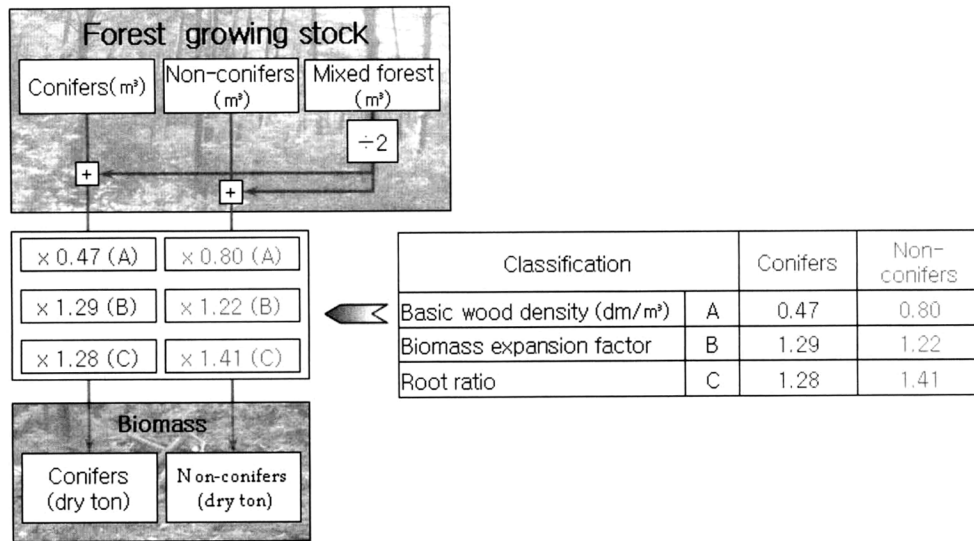 Forest growing stock
Conifers(m³)
Non-conifers
(m³)
Mixed forest
(m³)
÷2
+
+
x 0.47 (A)
x 0.80 (A)
x 1.29 (B)
x 1.22 (B)
x 1.28 (C)
x 1.41 (C)
Classification
Conifers
Non-
conifers
Basic wood density (dm/m³) A 0.47 0.80
Biomass expansion factor B 1.29 1.22
Root ratio C 1.28 1.41
Biomass
Conifers
(dry ton)
Non-conifers
(dry ton)